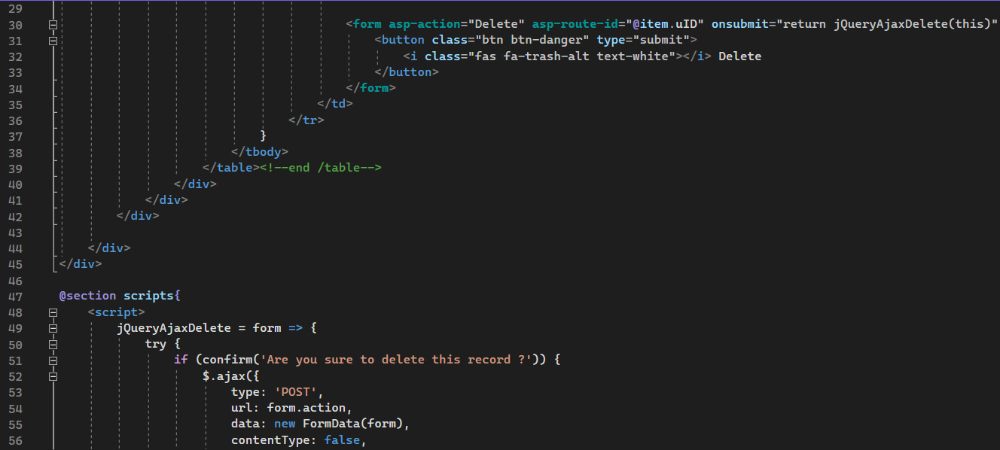 29
30 <form asp-action="Delete" asp-route-id="@item.uID" onsubmit="return jQueryAjaxDelete(this)"
31 <button class="btn btn-danger" type="submit">
32 <i class="fas fa-trash-alt text-white"></i> Delete
33 </button>
34 </form>
35 </td>
36 </tr>
37 }
38 </tbody>
39 </table><!--end /table-->
40 </div>
41 </div>
42 </div>
43
44 </div>
45 </div>
46
47 @section scripts{
48 <script>
49 jQueryAjaxDelete = form => {
50 try {
51 if (confirm('Are you sure to delete this record ?')) {
52 $.ajax({
53 type: 'POST',
54 url: form.action,
55 data: new FormData(form),
56 contentType: false,